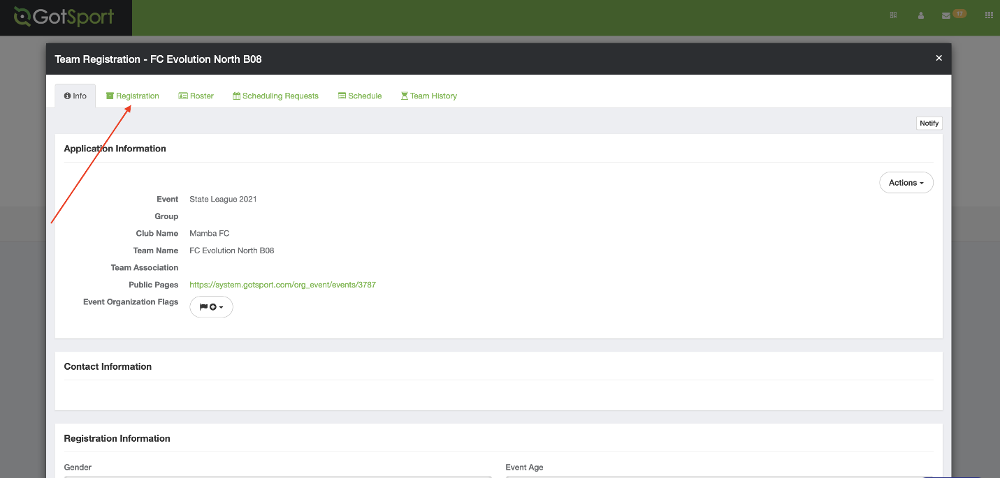 GotSport
17
Team Registration - FC Evolution North B08
×
Info Registration Roster Scheduling Requests Schedule Team History
Notify
Application Information
Actions
Event State League 2021
Group
Club Name Mamba FC
Team Name FC Evolution North B08
Team Association
Public Pages https://system.gotsport.com/org_event/events/3787
Event Organization Flags
Contact Information
Registration Information
Gender Event Age